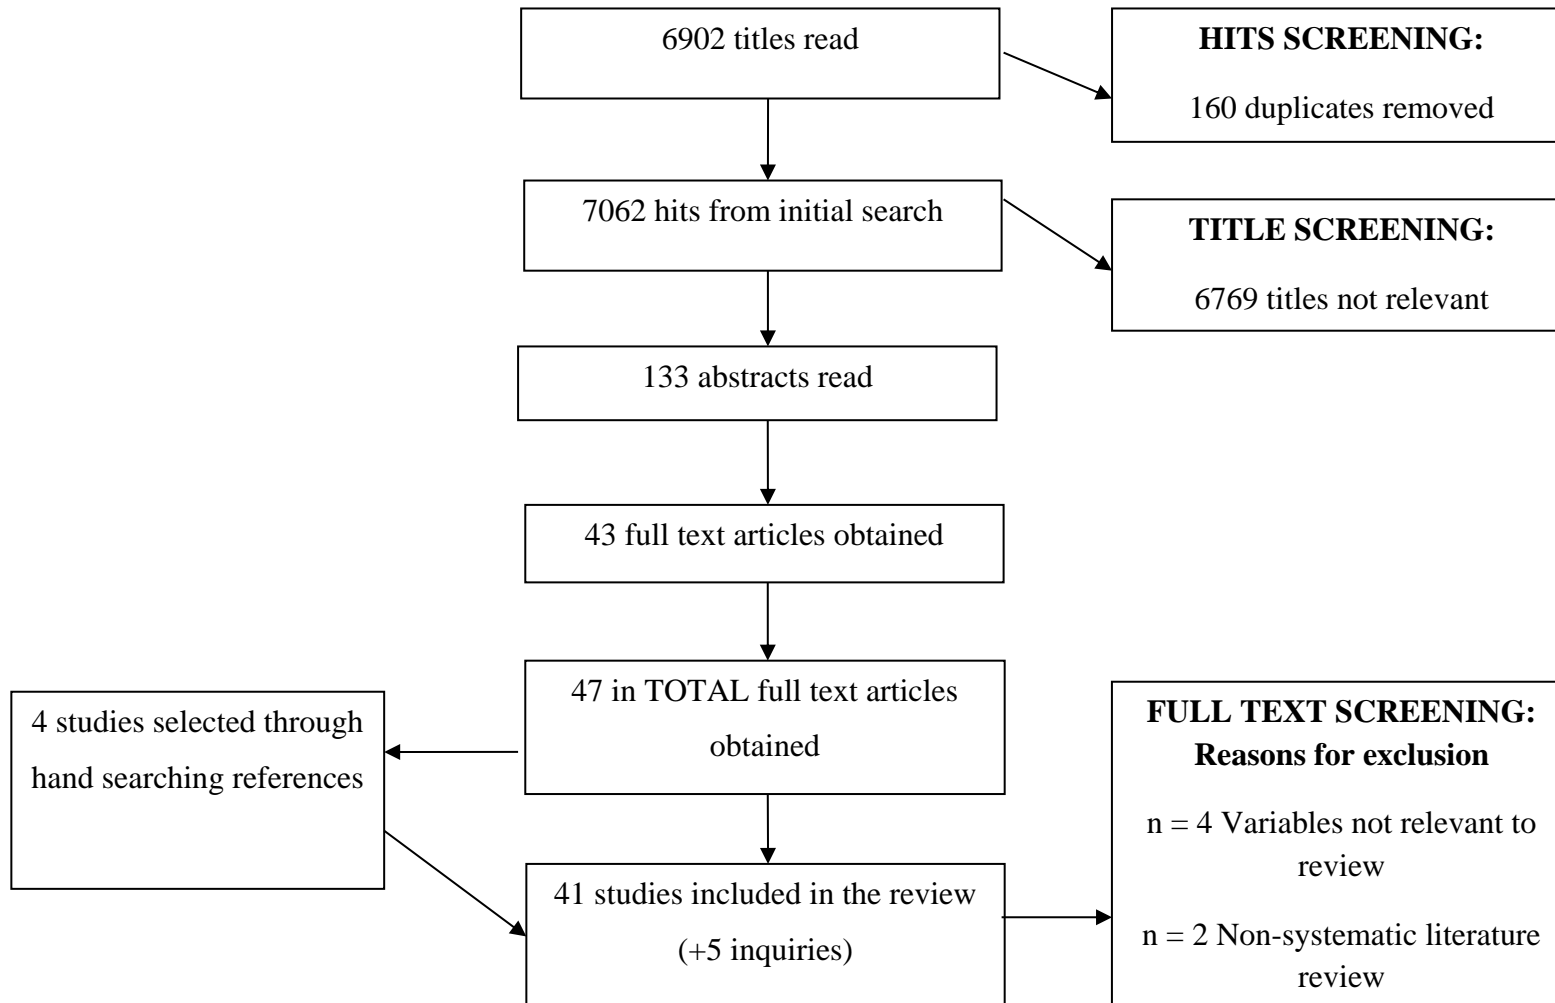 6902 titles read
HITS SCREENING:
160 duplicates removed
7062 hits from initial search
TITLE SCREENING:
6769 titles not relevant
133 abstracts read
43 full text articles obtained
47 in TOTAL full text articles
obtained
4 studies selected through
hand searching references
FULL TEXT SCREENING:
Reasons for exclusion
n = 4 Variables not relevant to
review
n = 2 Non-systematic literature
review
41 studies included in the review
(+5 inquiries)